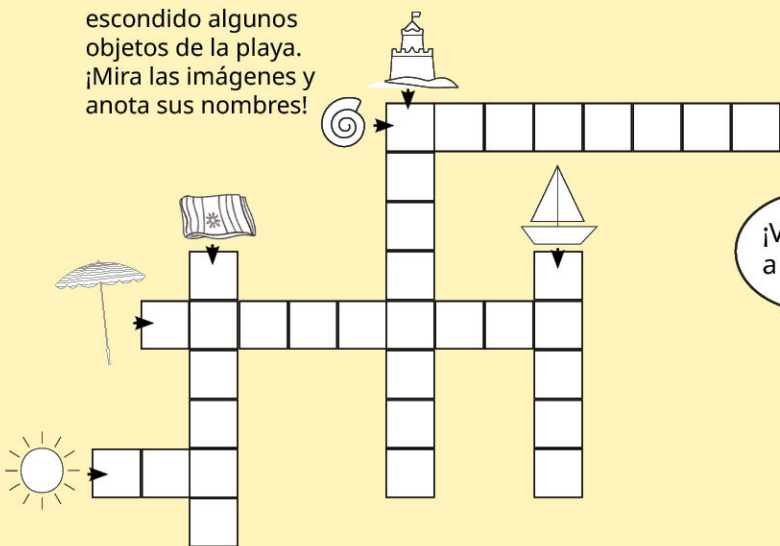 escondido algunos
objetos de la playa.
¡Mira las imágenes y
anota sus nombres!